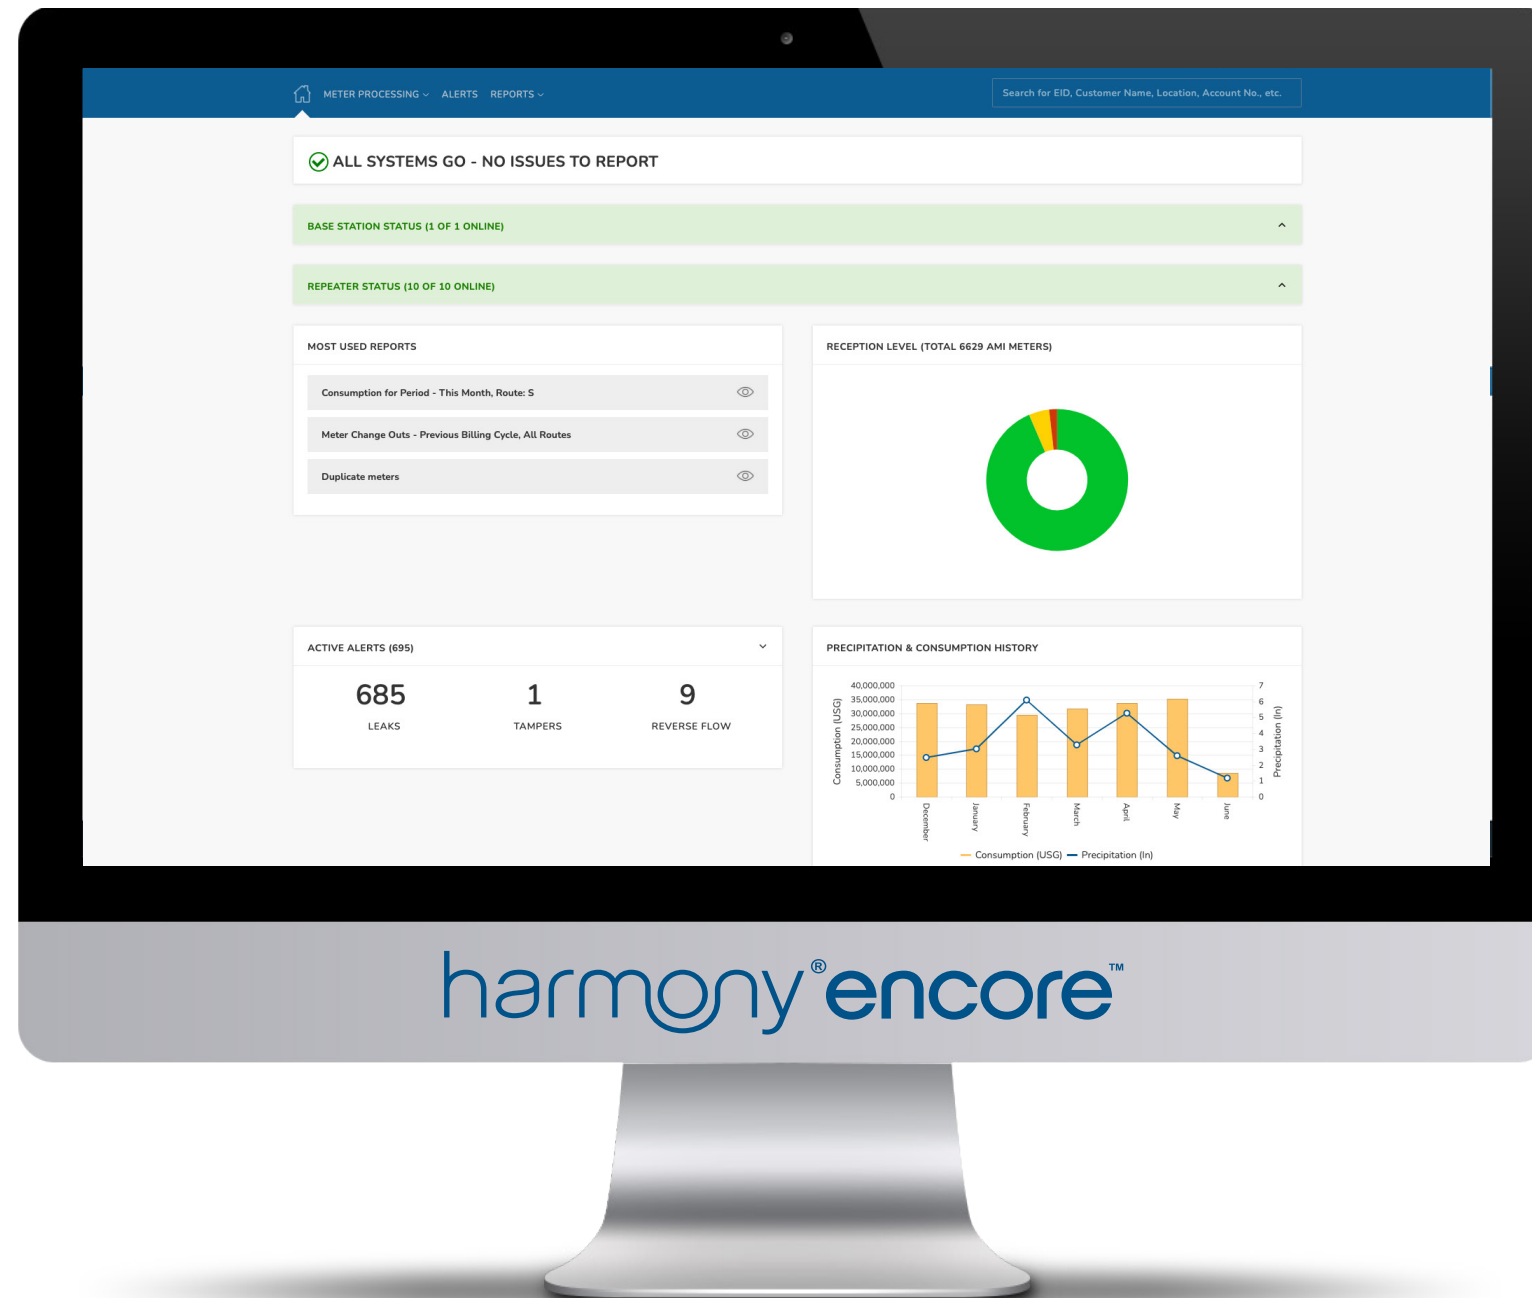 METER PROCESSING ALERTS REPORTS
Search for EID, Customer Name, Location, Account No., etc.
ALL SYSTEMS GO - NO ISSUES TO REPORT
BASE STATION STATUS (1 OF 1 ONLINE)
REPEATER STATUS (10 OF 10 ONLINE)
MOST USED REPORTS
Consumption for Period - This Month, Route: S
Meter Change Outs - Previous Billing Cycle, All Routes
Duplicate meters
RECEPTION LEVEL (TOTAL 6629 AMI METERS)
ACTIVE ALERTS (695)
685 1 9
LEAKS TAMPERS REVERSE FLOW
PRECIPITATION & CONSUMPTION HISTORY
Consumption (USG)
40,000,000
35,000,000
30,000,000
25,000,000
20,000,000
15,000,000
10,000,000
5,000,000
0
7
6
5
4
3
2
1
0
Precipitation (In)
December
January
February
March
April
May
June
Consumption (USG) Precipitation (In)
harmony® encore™